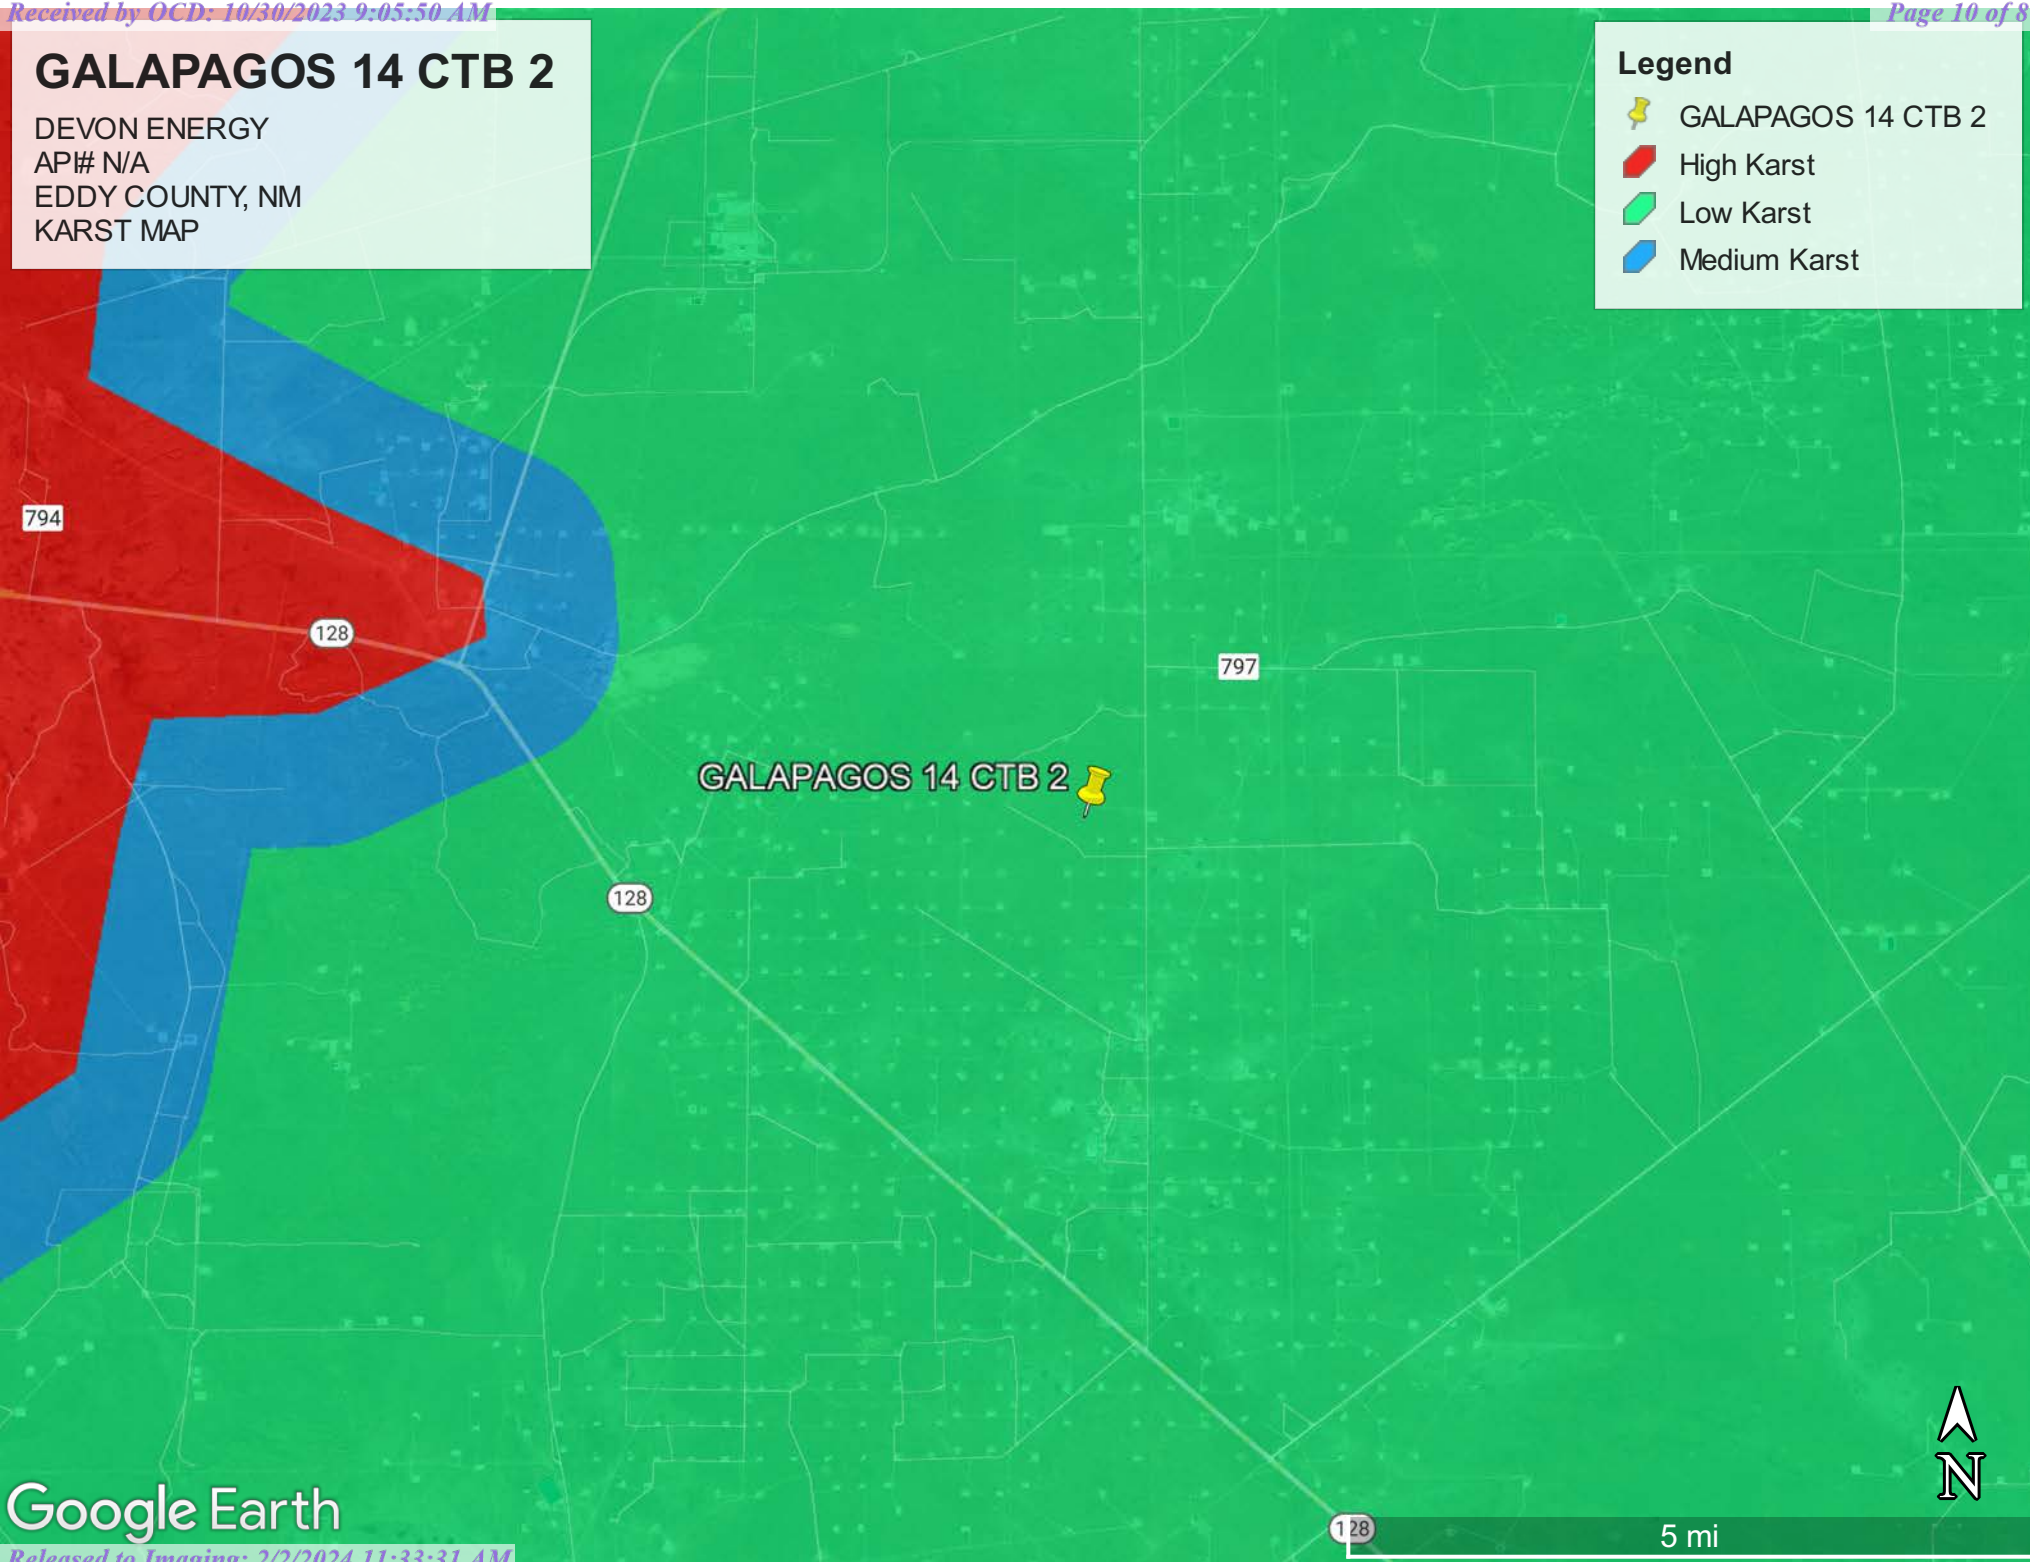 Received by OCD: 10/30/2023 9:05:50 AM
Page 10 of 8
GALAPAGOS 14 CTB 2
DEVON ENERGY
API# N/A
EDDY COUNTY, NM
KARST MAP
Legend
GALAPAGOS 14 CTB 2
High Karst
Low Karst
Medium Karst
794
128
797
GALAPAGOS 14 CTB 2
128
N
Google Earth
128
5 mi
Released to Imaging: 2/2/2024 11:33:31 AM